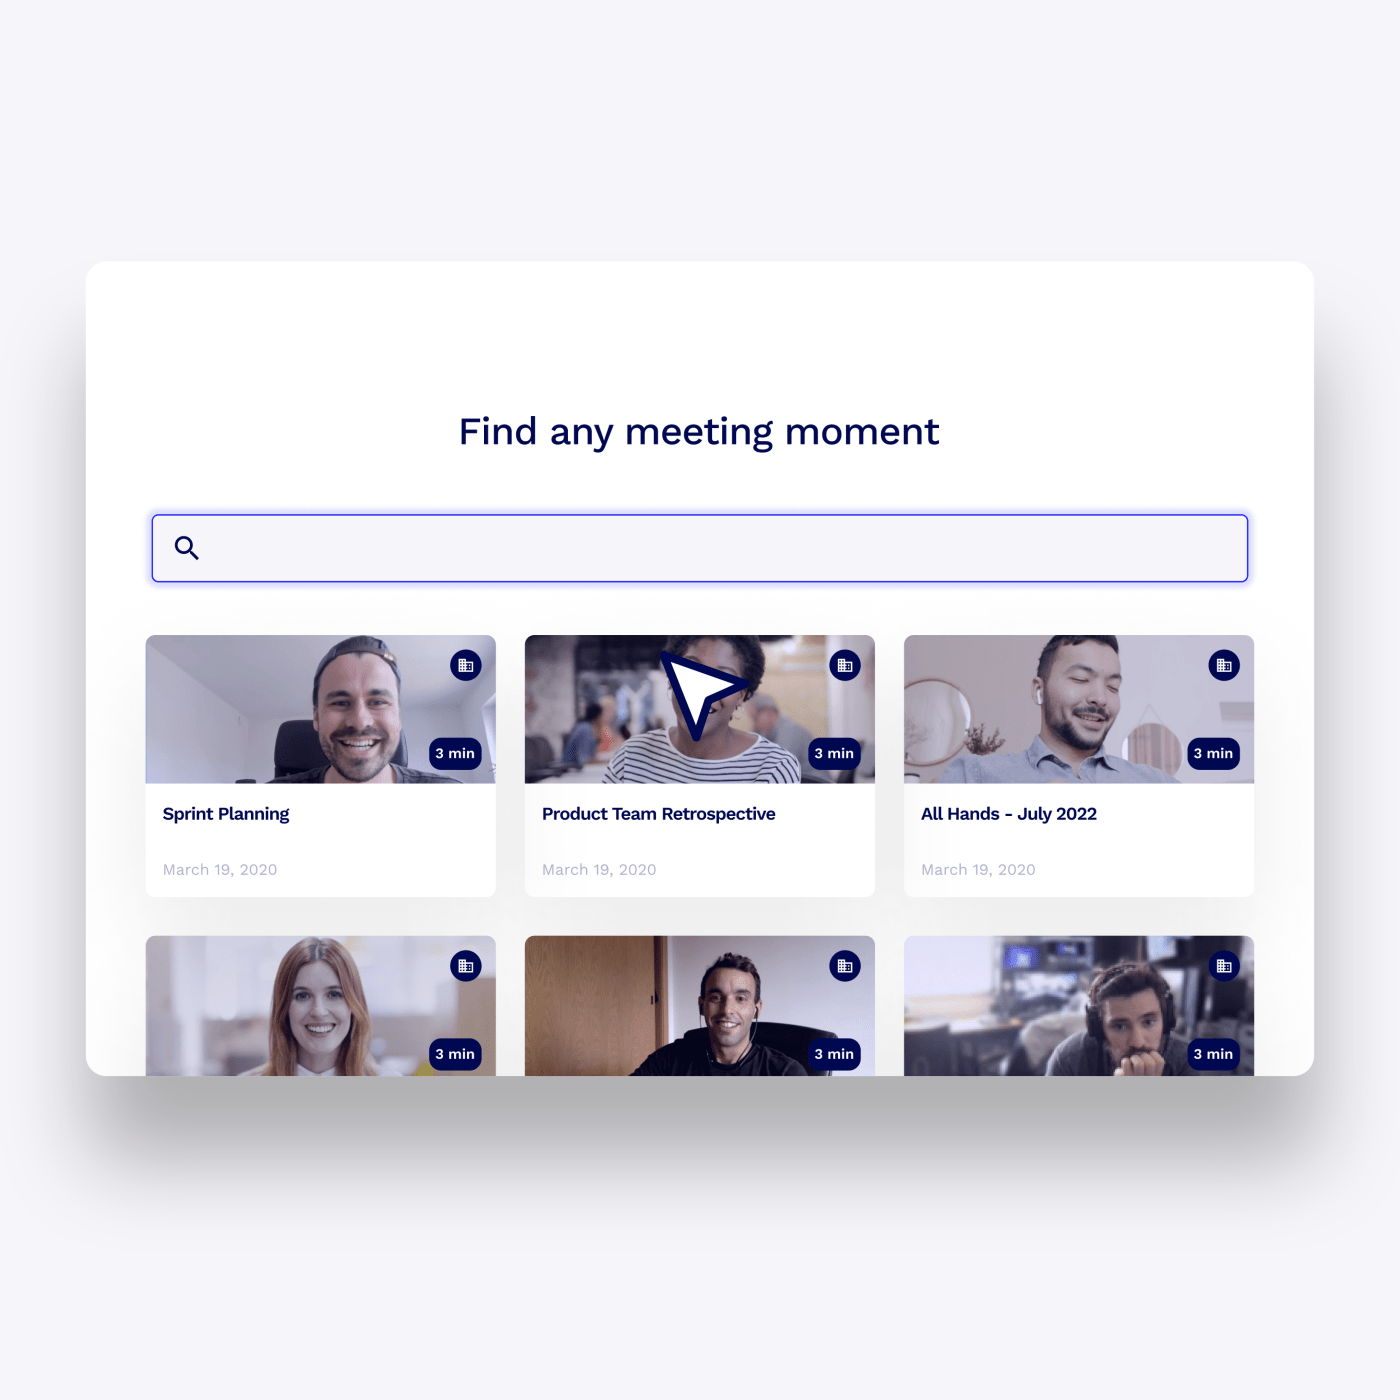 Find any meeting moment
3 min
3 min
3 min
Sprint Planning
Product Team Retrospective
All Hands - July 2022
March 19, 2020
March 19, 2020
March 19, 2020
3 min
3 min
3 min